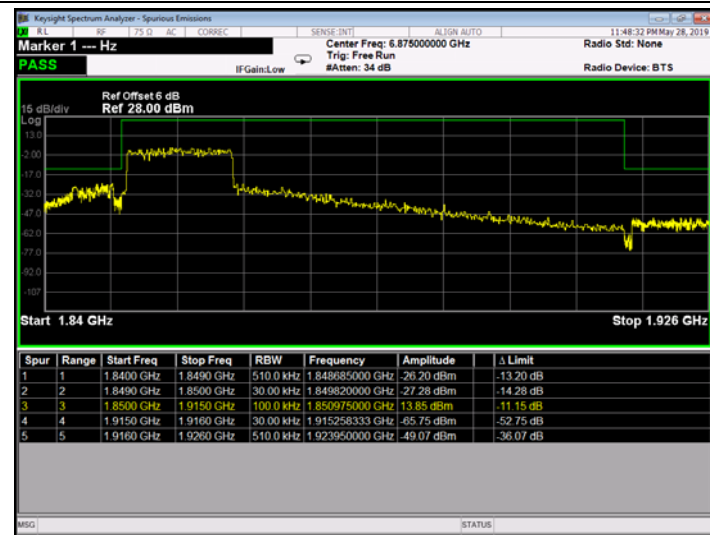 Keysight Spectrum Analyzer - Spurious Emissions
RL RF 75 Ω AC CORREC SENSE:INT ALIGN AUTO 11:48:32 PM May 28, 2019
Marker 1 --- Hz Center Freq: 6.875000000 GHz Radio Std: None
Trig: Free Run
PASS IFGain:Low #Atten: 34 dB Radio Device: BTS
Ref Offset 6 dB
15 dB/div Ref 28.00 dBm
Log
13.0
-2.00
-17.0
-32.0
-47.0
-62.0
-77.0
-92.0
-107
Start 1.84 GHz Stop 1.926 GHz
Spur Range Start Freq Stop Freq RBW Frequency Amplitude Δ Limit
1 1 1.8400 GHz 1.8490 GHz 510.0 kHz 1.848685000 GHz -26.20 dBm -13.20 dB
2 2 1.8490 GHz 1.8500 GHz 30.00 kHz 1.849820000 GHz -27.28 dBm -14.28 dB
3 3 1.8500 GHz 1.9150 GHz 100.0 kHz 1.850975000 GHz 13.85 dBm -11.15 dB
4 4 1.9150 GHz 1.9160 GHz 30.00 kHz 1.915258333 GHz -65.75 dBm -52.75 dB
5 5 1.9160 GHz 1.9260 GHz 510.0 kHz 1.923950000 GHz -49.07 dBm -36.07 dB
MSG STATUS